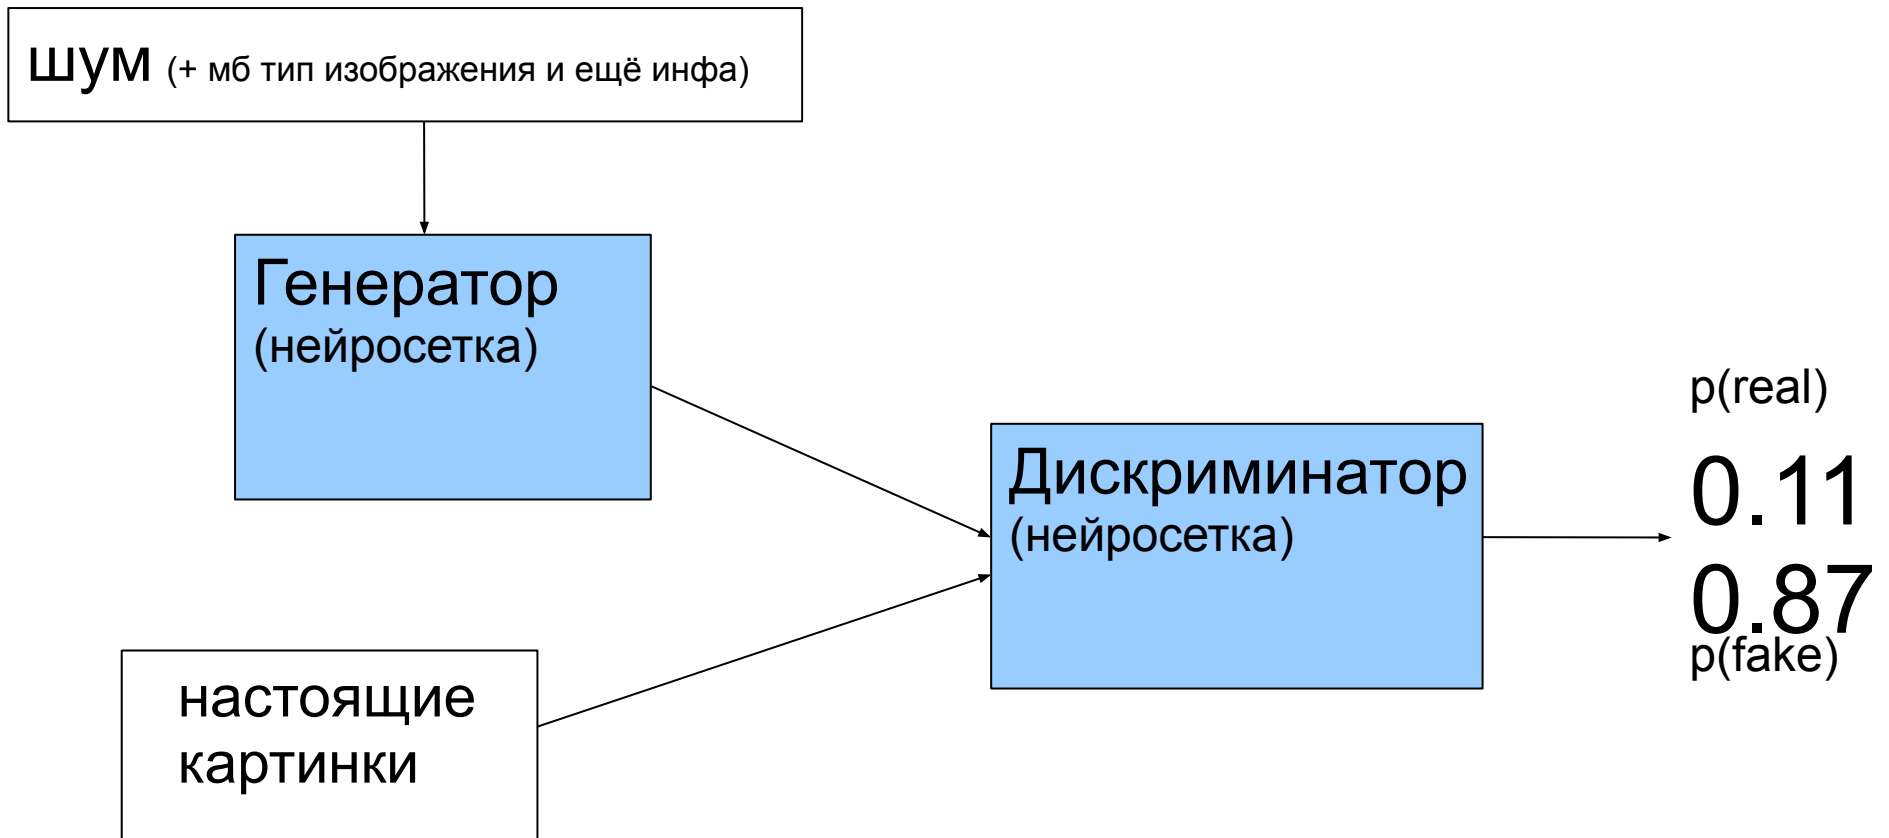 шум (+ мб тип изображения и ещё инфа)
Генератор
(нейросетка)
p(real)
Дискриминатор
(нейросетка)
0.11
0.87
p(fake)
настоящие
картинки